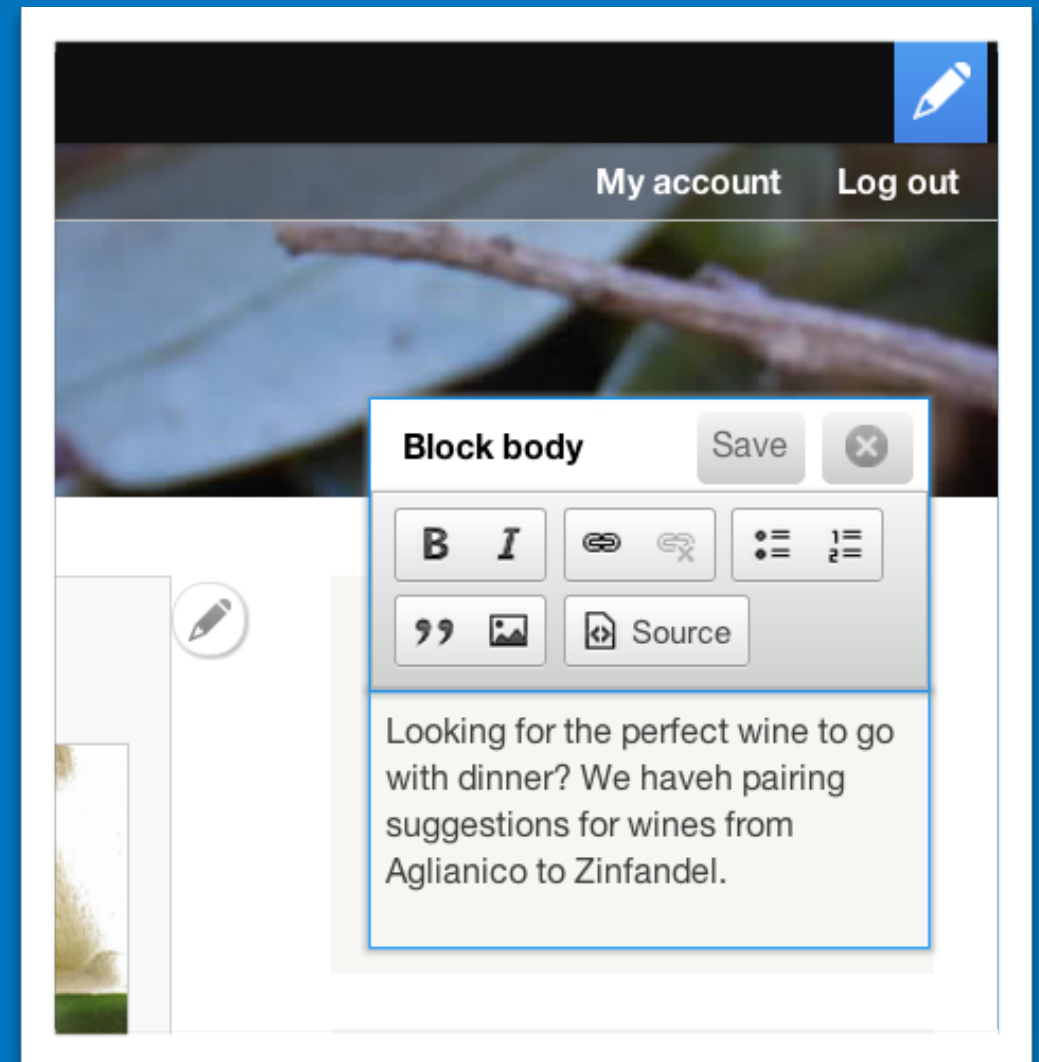 My account Log out
Block body Save
B I
Source
Looking for the perfect wine to go
with dinner? We haveh pairing
suggestions for wines from
Aglianico to Zinfandel.